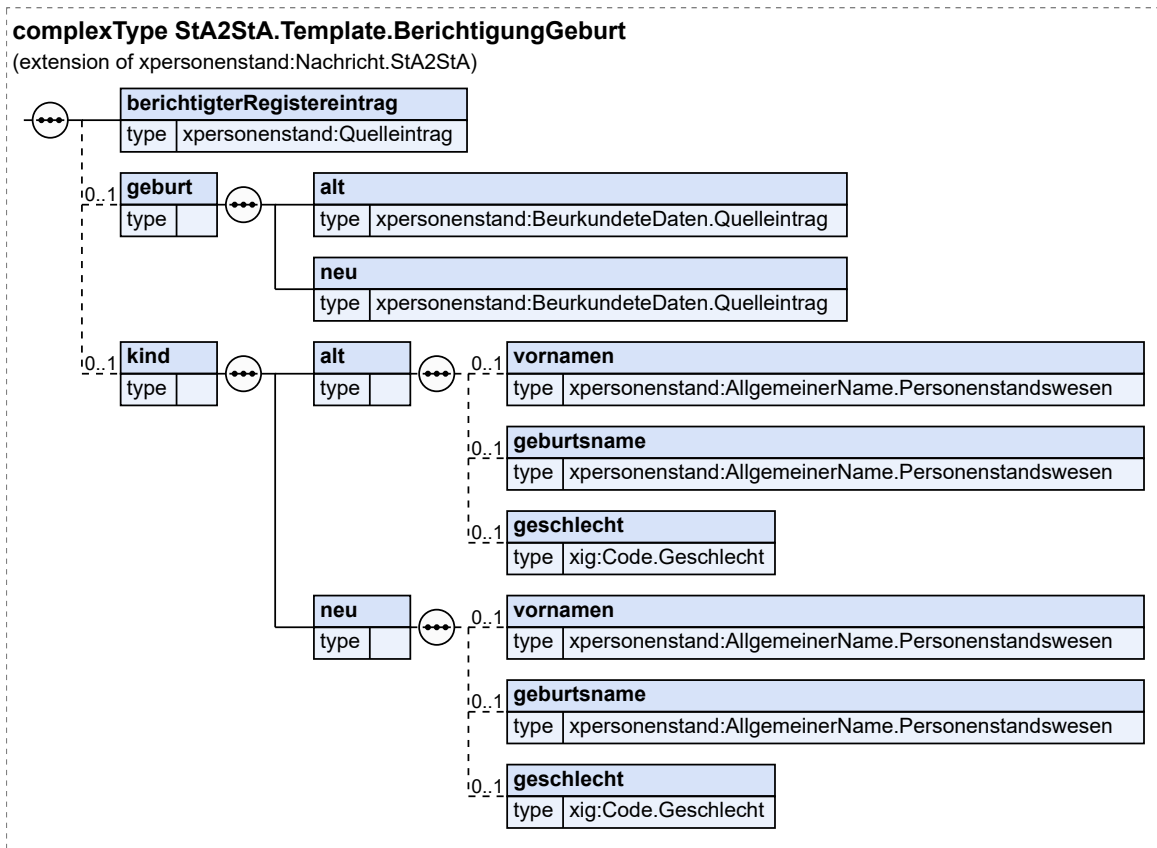 complexType StA2StA.Template.BerichtigungGeburt
(extension of xpersonenstand:Nachricht.StA2StA)
berichtigterRegistereintrag
type xpersonenstand:Quelleintrag
0..1 geburt
type
alt
type xpersonenstand:BeurkundeteDaten.Quelleintrag
neu
type xpersonenstand:BeurkundeteDaten.Quelleintrag
0..1 kind
type
alt
type
0..1 vornamen
type xpersonenstand:AllgemeinerName.Personenstandswesen
0..1 geburtsname
type xpersonenstand:AllgemeinerName.Personenstandswesen
0..1 geschlecht
type xig:Code.Geschlecht
neu
type
0..1 vornamen
type xpersonenstand:AllgemeinerName.Personenstandswesen
0..1 geburtsname
type xpersonenstand:AllgemeinerName.Personenstandswesen
0..1 geschlecht
type xig:Code.Geschlecht